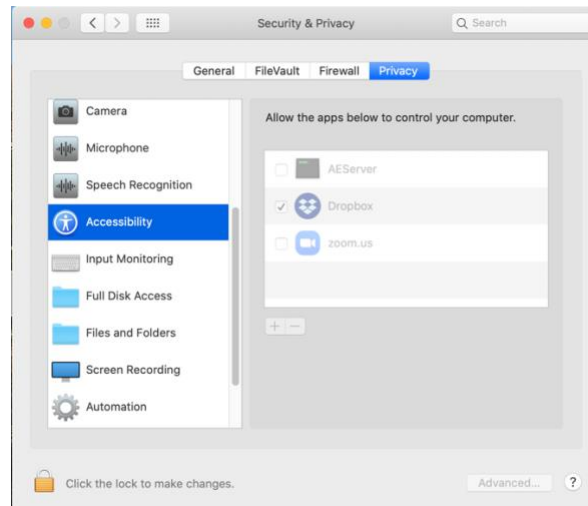 Security & Privacy
Search
General FileVault Firewall Privacy
Camera
Microphone
Speech Recognition
Accessibility
Input Monitoring
Full Disk Access
Files and Folders
Screen Recording
Automation
Allow the apps below to control your computer.
AEServer
Dropbox
zoom.us
+ −
Click the lock to make changes.
Advanced...
?